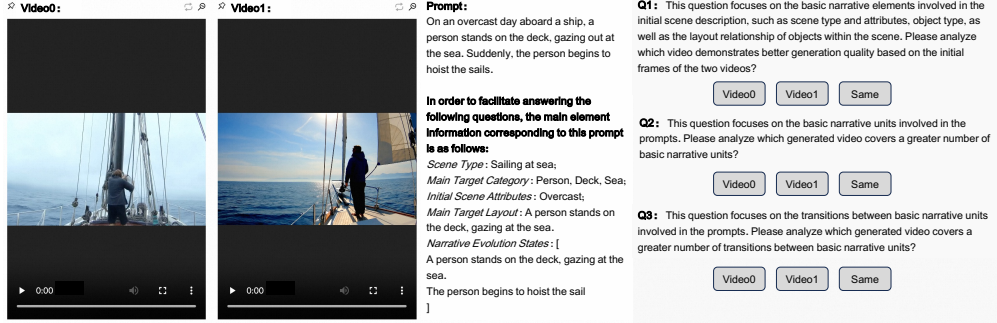 Video0:
0:00
Video1:
0:00
Prompt:
On an overcast day aboard a ship, a
person stands on the deck, gazing out at
the sea. Suddenly, the person begins to
hoist the sails.
In order to facilitate answering the
following questions, the main element
information corresponding to this prompt
is as follows:
Scene Type : Sailing at sea;
Main Target Category : Person, Deck, Sea;
Initial Scene Attributes : Overcast;
Main Target Layout : A person stands on
the deck, gazing at the sea.
Narrative Evolution States : [
A person stands on the deck, gazing at the
sea.
The person begins to hoist the sail
]
Q1: This question focuses on the basic narrative elements involved in the
initial scene description, such as scene type and attributes, object type, as
well as the layout relationship of objects within the scene. Please analyze
which video demonstrates better generation quality based on the initial
frames of the two videos?
Video0 Video1 Same
Q2: This question focuses on the basic narrative units involved in the
prompts. Please analyze which generated video covers a greater number of
basic narrative units?
Video0 Video1 Same
Q3: This question focuses on the transitions between basic narrative units
involved in the prompts. Please analyze which generated video covers a
greater number of transitions between basic narrative units?
Video0 Video1 Same